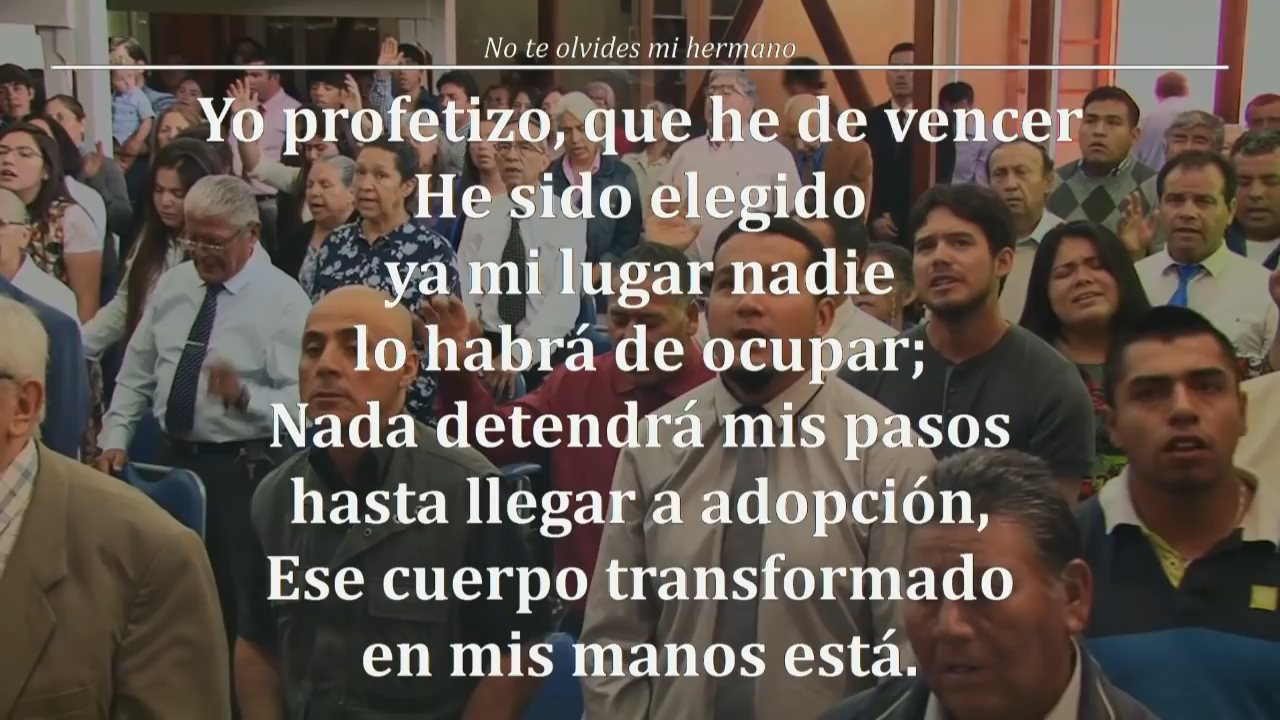 No te olvides mi hermano
Yo profetizo, que he de vencer
He sido elegido
ya mi lugar nadie
lo habrá de ocupar;
Nada detendrá mis pasos
hasta llegar a adopción,
Ese cuerpo transformado
en mis manos está.